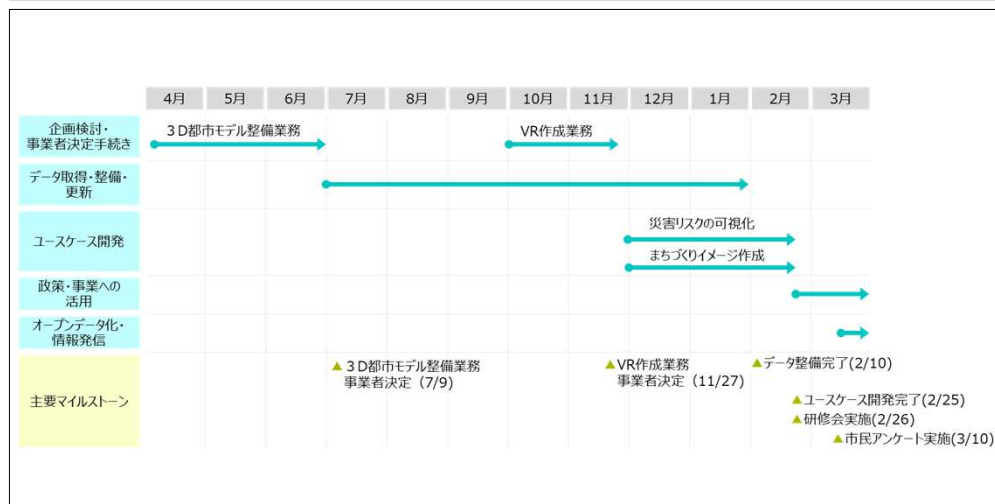 4月 5月 6月 7月 8月 9月 10月 11月 12月 1月 2月 3月
企画検討・
事業者決定手続き
３D都市モデル整備業務
VR作成業務
データ取得・整備・
更新
ユースケース開発
災害リスクの可視化
まちづくりイメージ作成
政策・事業への
活用
オープンデータ化・
情報発信
主要マイルストーン
▲３D都市モデル整備業務
事業者決定（7/9）
▲VR作成業務
事業者決定（11/27）
▲データ整備完了(2/10)
▲ユースケース開発完了(2/25)
▲研修会実施(2/26)
▲市民アンケート実施(3/10)